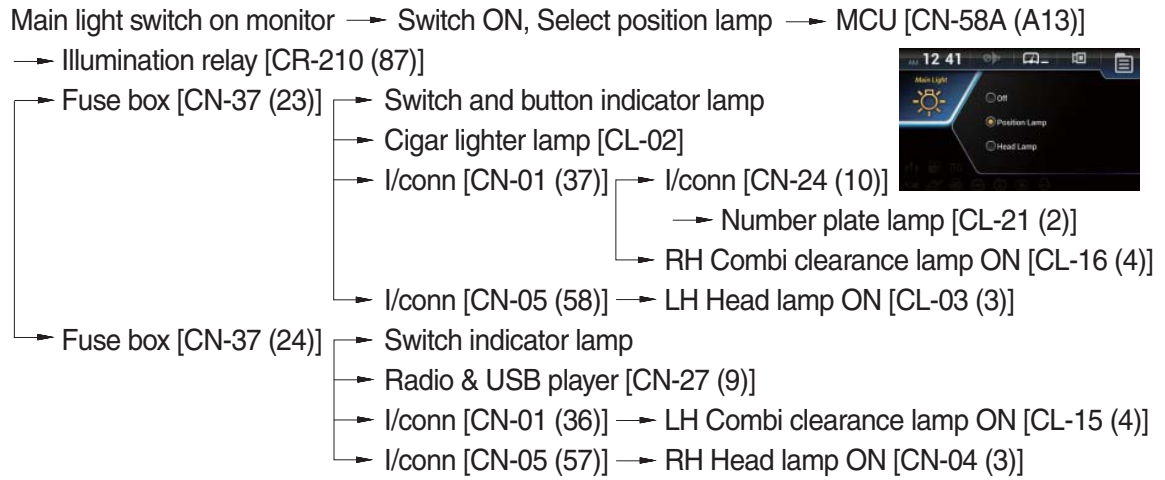 Main light switch on monitor → Switch ON, Select position lamp → MCU [CN-58A (A13)]
→ Illumination relay [CR-210 (87)]
→ Fuse box [CN-37 (23)] → Switch and button indicator lamp
→ Cigar lighter lamp [CL-02]
→ I/conn [CN-01 (37)] → I/conn [CN-24 (10)]
→ Number plate lamp [CL-21 (2)]
→ RH Combi clearance lamp ON [CL-16 (4)]
→ I/conn [CN-05 (58)] → LH Head lamp ON [CL-03 (3)]
→ Fuse box [CN-37 (24)] → Switch indicator lamp
→ Radio & USB player [CN-27 (9)]
→ I/conn [CN-01 (36)] → LH Combi clearance lamp ON [CL-15 (4)]
→ I/conn [CN-05 (57)] → RH Head lamp ON [CN-04 (3)]
AM 12 41
Main Light
Off
Position Lamp
Head Lamp